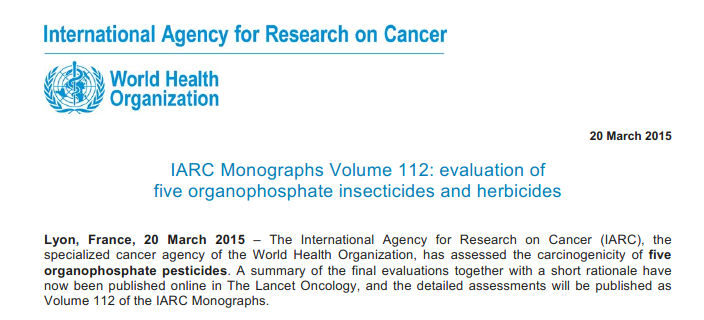 International Agency for Research on Cancer
World Health
Organization
20 March 2015
IARC Monographs Volume 112: evaluation of
five organophosphate insecticides and herbicides
Lyon, France, 20 March 2015 – The International Agency for Research on Cancer (IARC), the
specialized cancer agency of the World Health Organization, has assessed the carcinogenicity of five
organophosphate pesticides. A summary of the final evaluations together with a short rationale have
now been published online in The Lancet Oncology, and the detailed assessments will be published as
Volume 112 of the IARC Monographs.